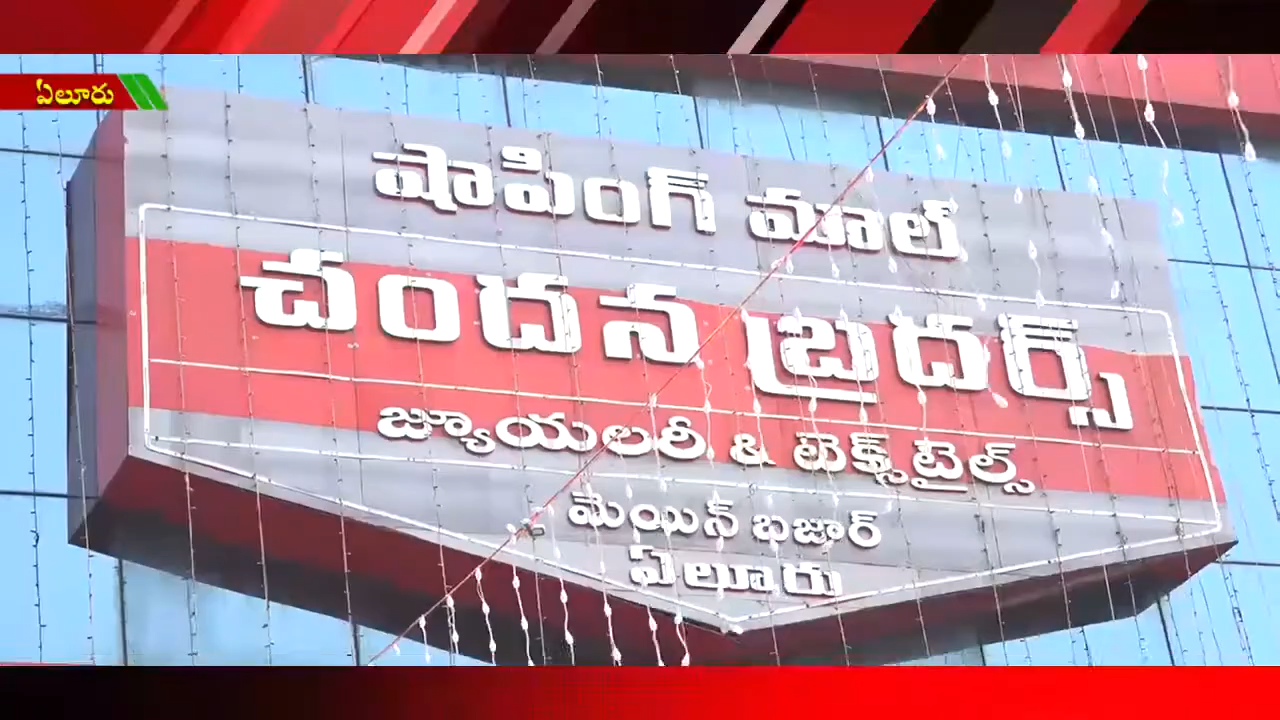 ఏలూరు
షాపింగ్ మాల్
చందన బ్రదర్స్
జ్యూయలరీ & టెక్స్‌టైల్స్
మెయిన్ బజార్
ఏలూరు